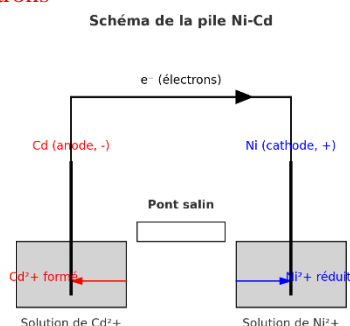 Schéma de la pile Ni-Cd
e⁻ (électrons)
Cd (anode, -)
Ni (cathode, +)
Pont salin
Cd²+ formé
Ni²+ réduit
Solution de Cd²+
Solution de Ni²+